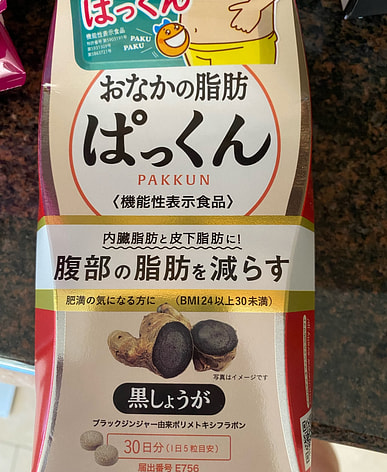 ぱっくん
機能性表示食品
PAKU
PAKU
おなかの脂肪
ぱっくん
PAKKUN
〈機能性表示食品〉
内臓脂肪と皮下脂肪に!
腹部の脂肪を減らす
肥満の気になる方に (BMI24以上30未満)
写真はイメージです
黒しょうが
ブラックジンジャー由来ポリメトキシフラボン
30日分(1日5粒目安)
届出番号 E756